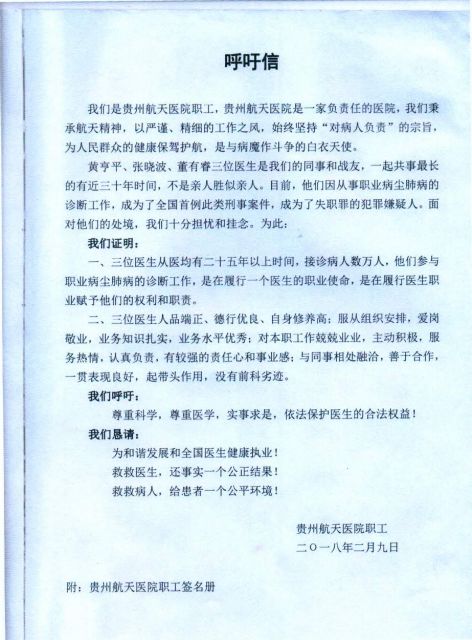 呼吁信
我们是贵州航天医院职工，贵州航天医院是一家负责任的医院，我们秉
承航天精神，以严谨、精细的工作之风，始终坚持“对病人负责”的宗旨，
为人民群众的健康保驾护航，是与病魔作斗争的白衣天使。
黄亨平、张晓波、董有睿三位医生是我们的同事和战友，一起共事最长
的有近三十年时间，不是亲人胜似亲人。目前，他们因从事职业病尘肺病的
诊断工作，成为了全国首例此类刑事案件，成为了失职罪的犯罪嫌疑人。面
对他们的处境，我们十分担忧和挂念。为此：
我们证明：
一、三位医生从医均有二十五年以上时间，接诊病人数万人，他们参与
职业病尘肺病的诊断工作，是在履行一个医生的职业使命，是在履行医生职
业赋予他们的权利和职责。
二、三位医生人品端正、德行优良、自身修养高；服从组织安排，爱岗
敬业，业务知识扎实，业务水平优秀；对本职工作兢兢业业，主动积极，服
务热情，认真负责，有较强的责任心和事业感；与同事相处融洽，善于合作，
一贯表现良好，起带头作用，没有前科劣迹。
我们呼吁：
尊重科学，尊重医学，实事求是，依法保护医生的合法权益！
我们恳请：
为和谐发展和全国医生健康执业！
救救医生，还事实一个公正结果！
救救病人，给患者一个公平环境！
贵州航天医院职工
二〇一八年二月九日
附：贵州航天医院职工签名册